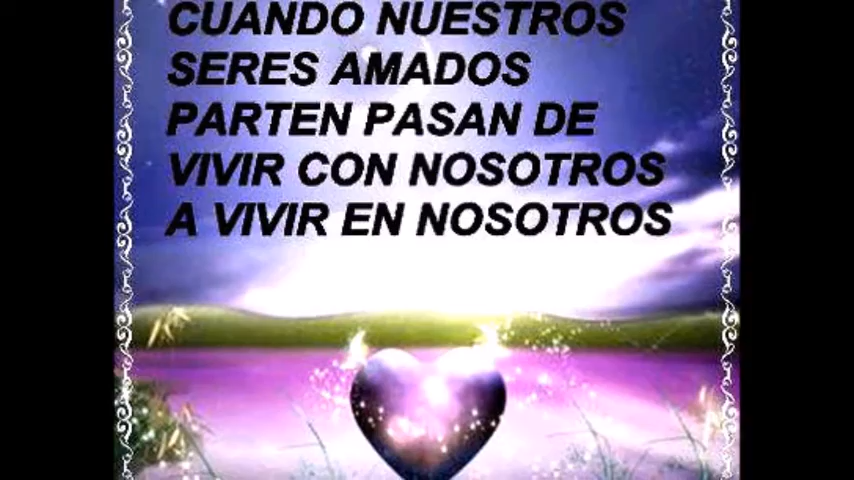 CUANDO NUESTROS
SERES AMADOS
PARTEN PASAN DE
VIVIR CON NOSOTROS
A VIVIR EN NOSOTROS